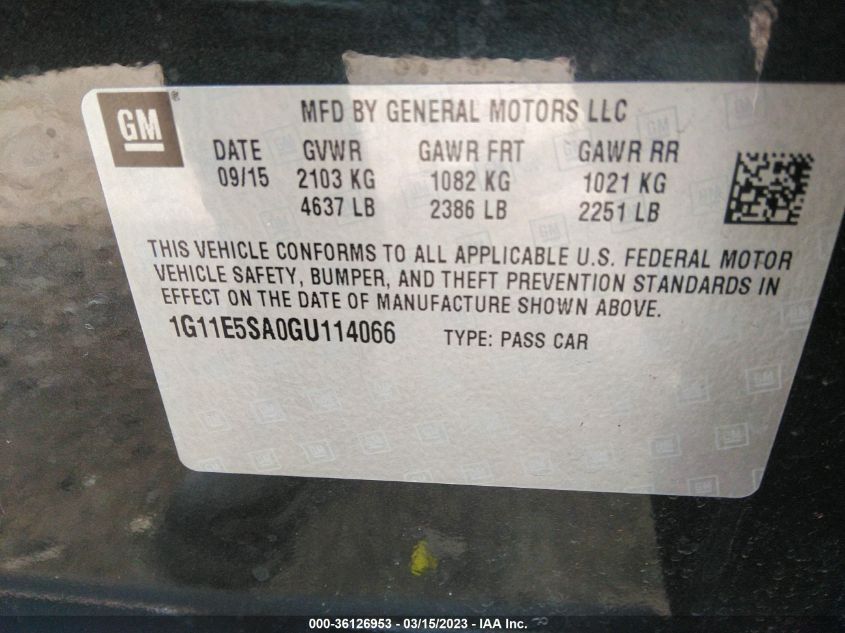 GM ®
MFD BY GENERAL MOTORS LLC
DATE GVWR GAWR FRT GAWR RR
09/15 2103 KG 1082 KG 1021 KG
4637 LB 2386 LB 2251 LB
THIS VEHICLE CONFORMS TO ALL APPLICABLE U.S. FEDERAL MOTOR
VEHICLE SAFETY, BUMPER, AND THEFT PREVENTION STANDARDS IN
EFFECT ON THE DATE OF MANUFACTURE SHOWN ABOVE.
1G11E5SA0GU114066 TYPE: PASS CAR
000-36126953 - 03/15/2023 - IAA Inc.